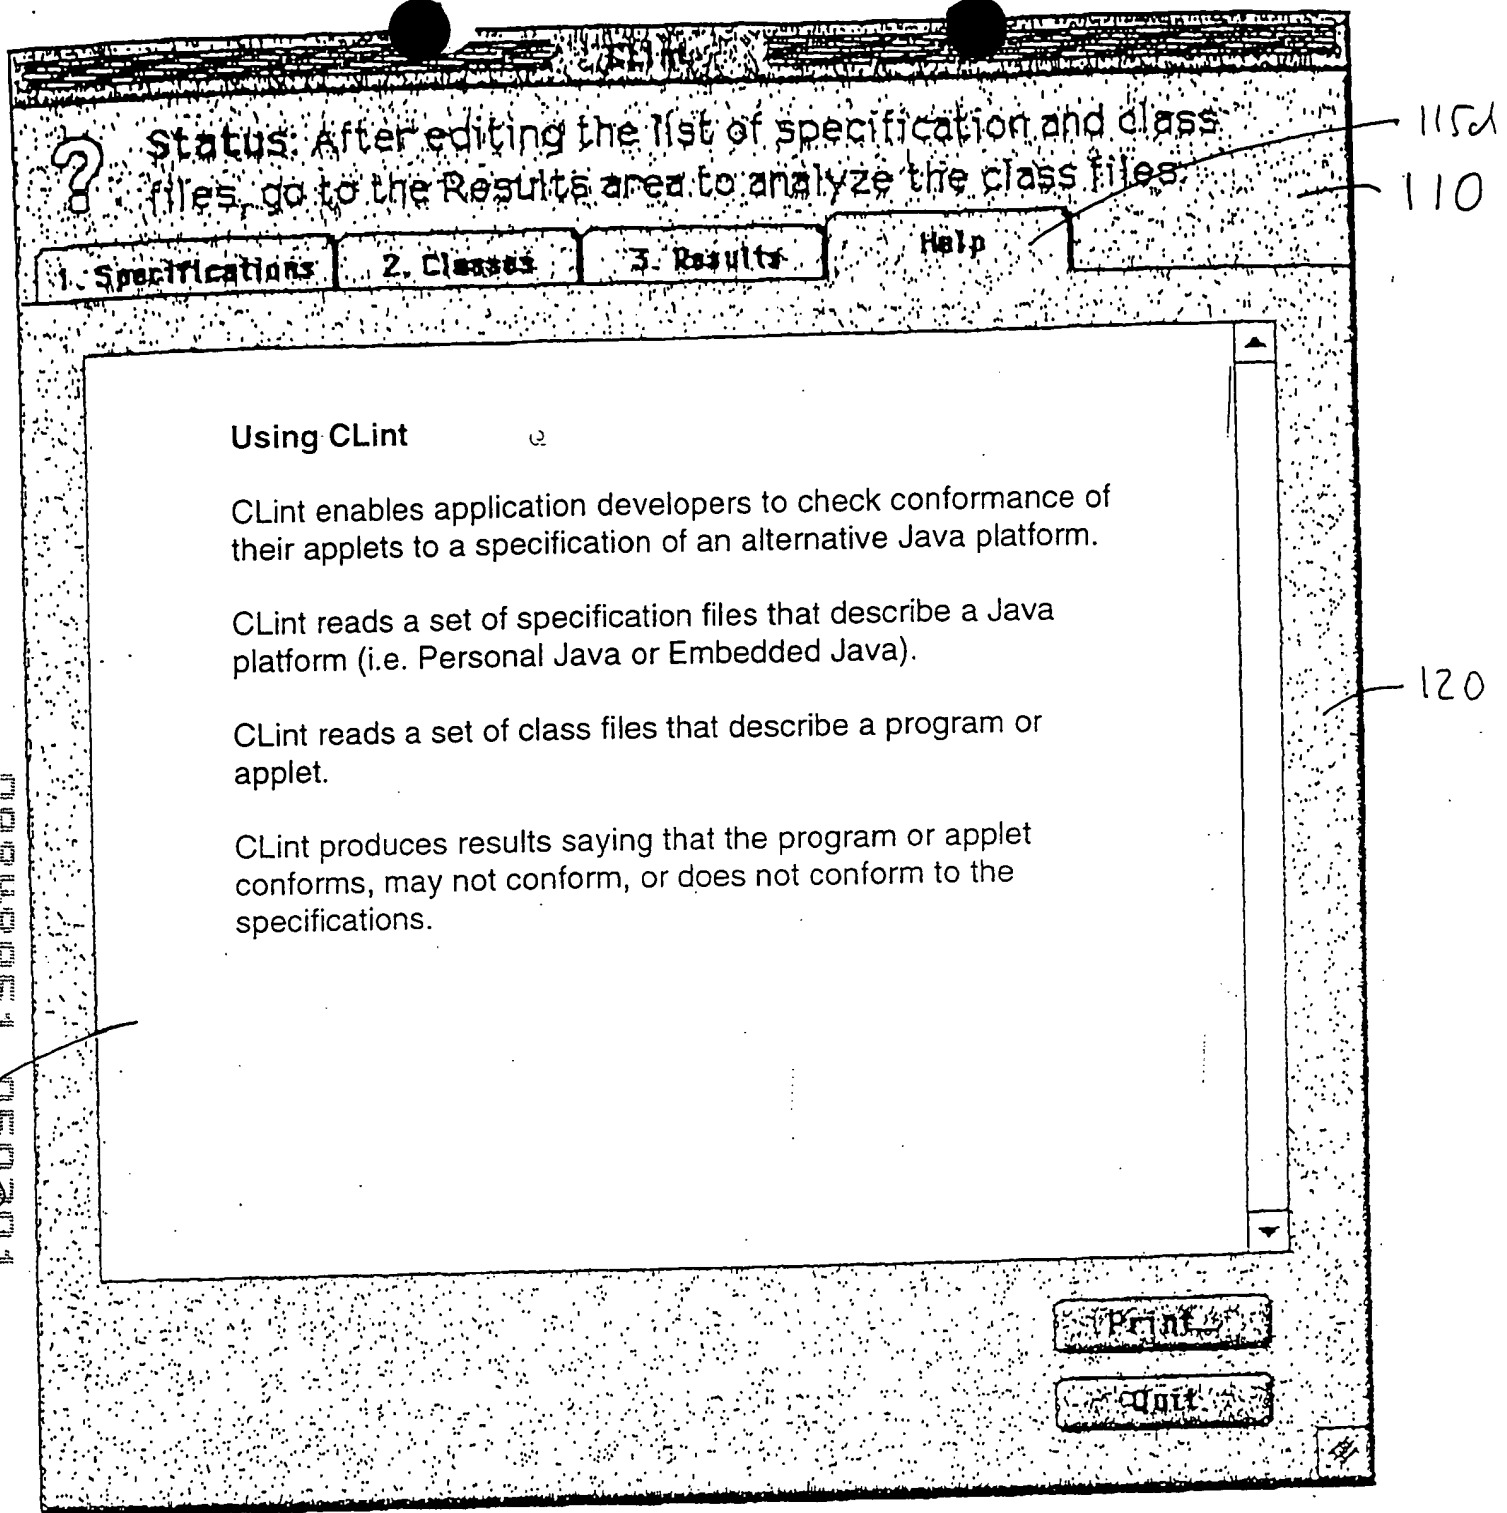 CLint
115d
Status: After editing the list of specification and class
files, go to the Results area to analyze the class files.
110
1. Specifications 2. Classes 3. Results Help
Using CLint
CLint enables application developers to check conformance of
their applets to a specification of an alternative Java platform.
CLint reads a set of specification files that describe a Java
platform (i.e. Personal Java or Embedded Java).
120
CLint reads a set of class files that describe a program or
applet.
CLint produces results saying that the program or applet
conforms, may not conform, or does not conform to the
specifications.
Print...
Quit